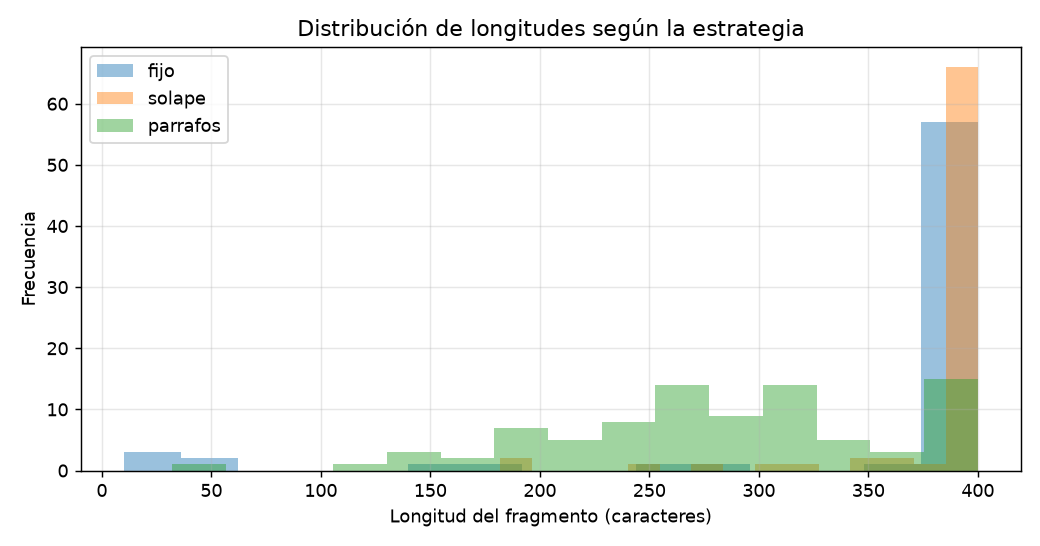 Distribución de longitudes según la estrategia
fijo
solape
parrafos
Frecuencia
60
50
40
30
20
10
0
0 50 100 150 200 250 300 350 400
Longitud del fragmento (caracteres)